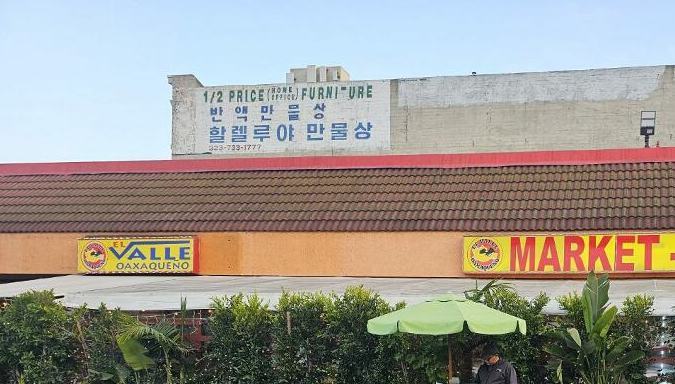 1/2 PRICE (HOME OFFICE) FURNITURE
반액만물상
할렐루야 만물상
323-733-1777
EL VALLE
OAXAQUEÑO
MARKET -